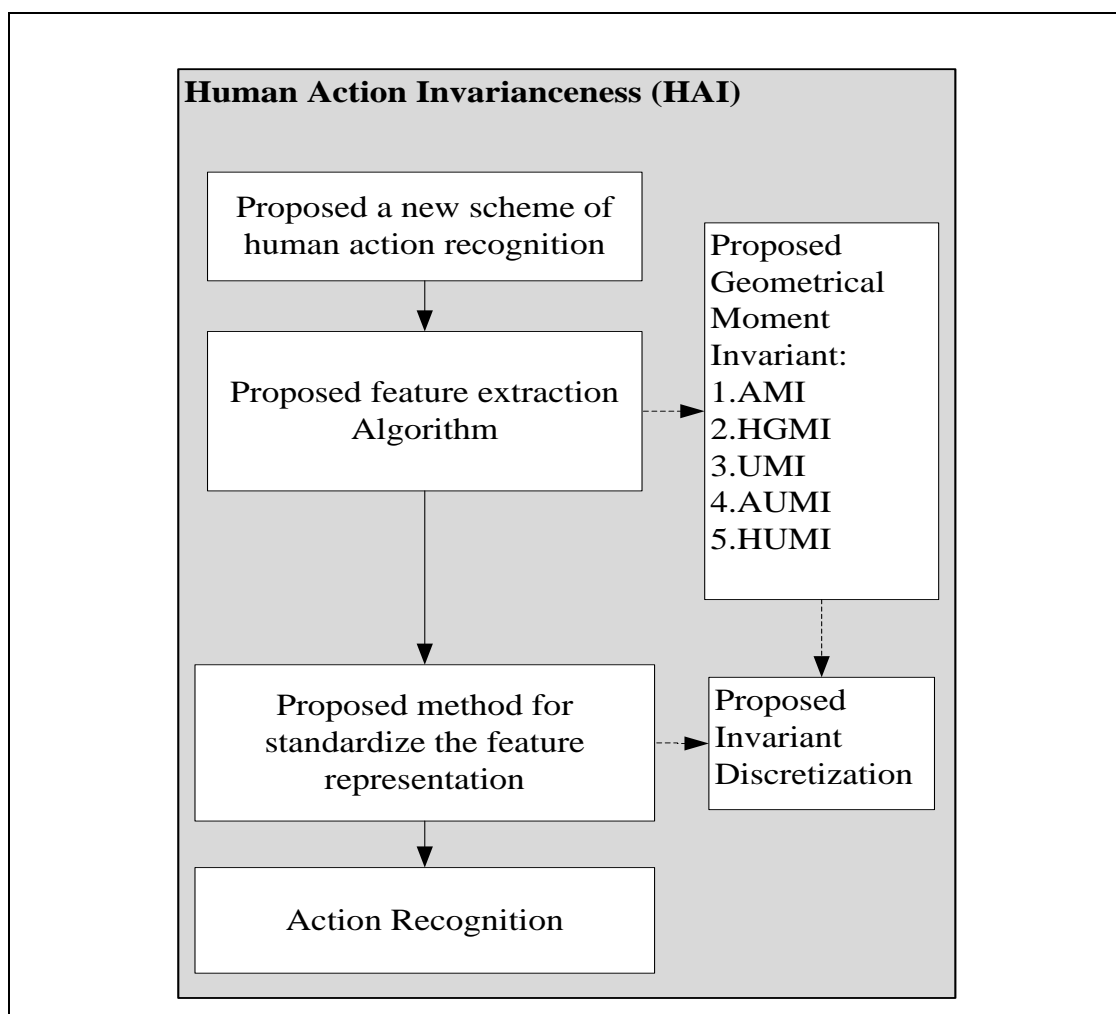 Human Action Invarianceness (HAI)
Proposed a new scheme of
human action recognition
Proposed feature extraction
Algorithm
Proposed
Geometrical
Moment
Invariant:
1.AMI
2.HGMI
3.UMI
4.AUMI
5.HUMI
Proposed method for
standardize the feature
representation
Proposed
Invariant
Discretization
Action Recognition